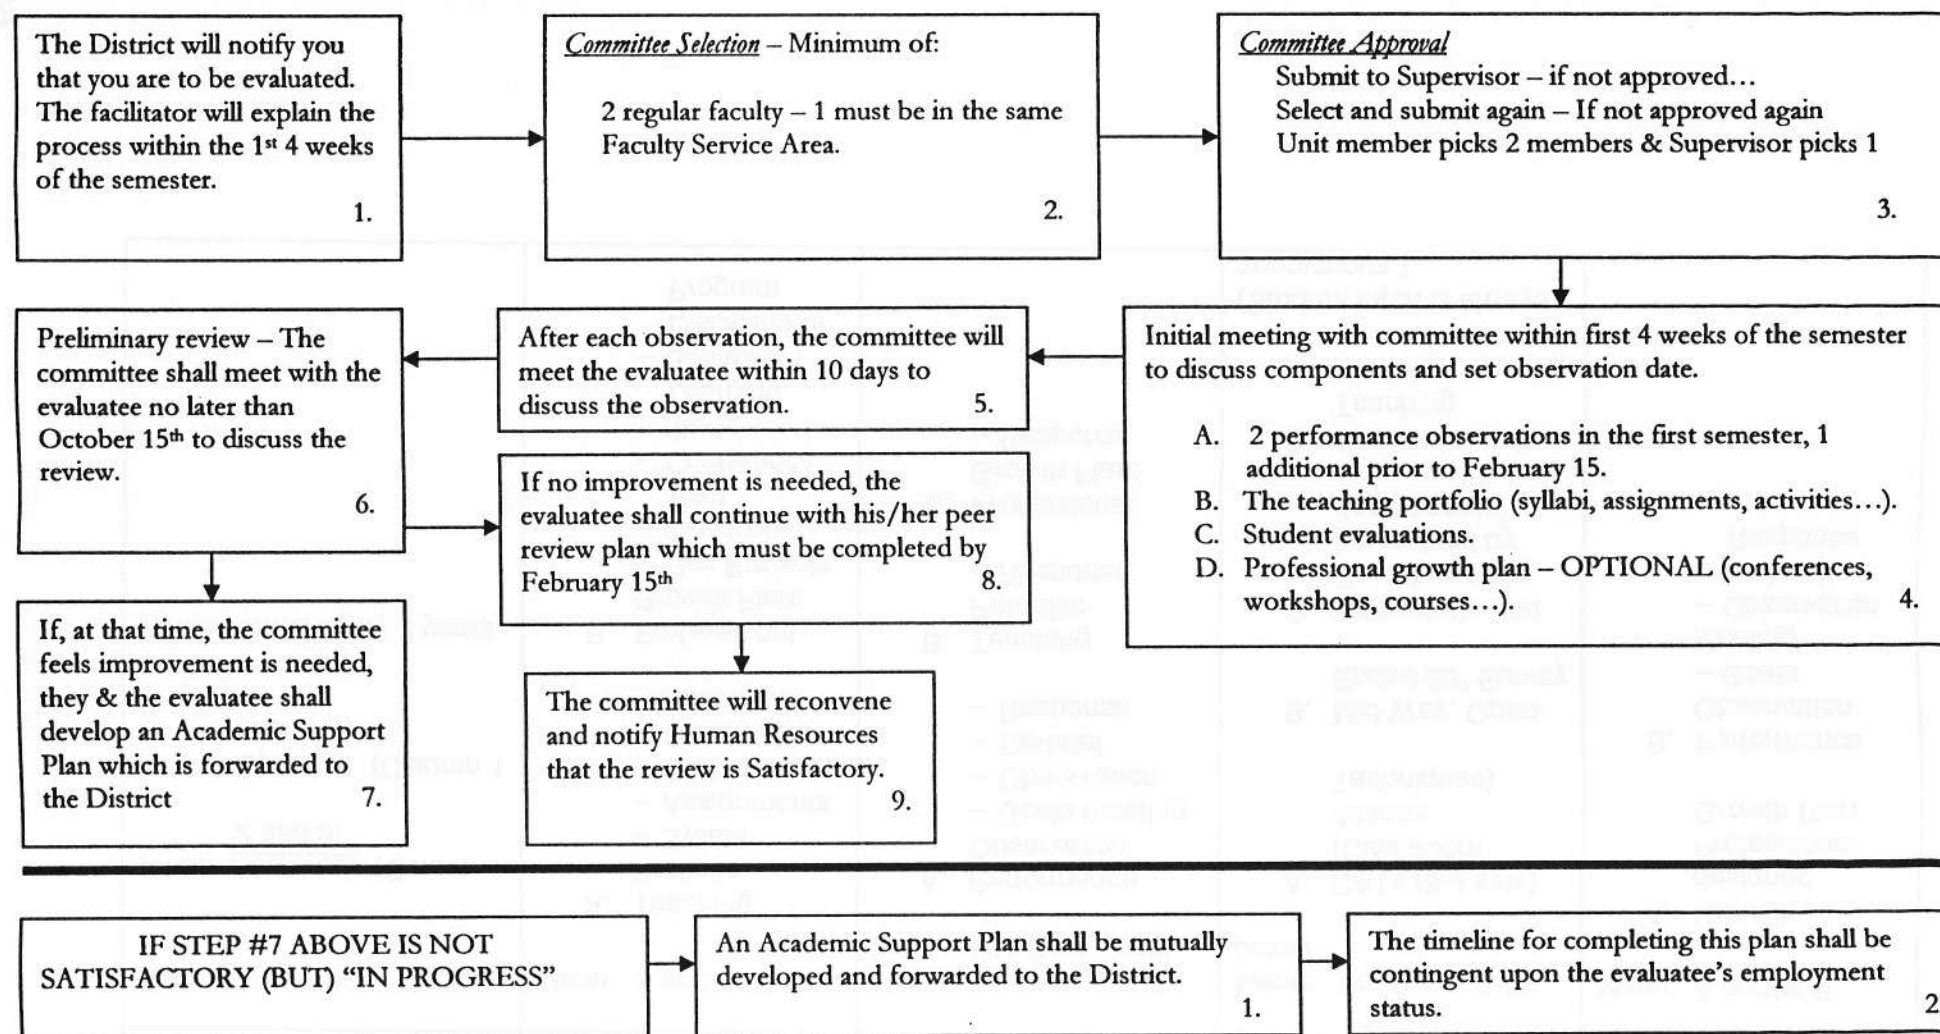 The District will notify you
that you are to be evaluated.
The facilitator will explain the
process within the 1st 4 weeks
of the semester.
1.
Committee Selection – Minimum of:
2 regular faculty – 1 must be in the same
Faculty Service Area.
2.
Committee Approval
Submit to Supervisor – if not approved…
Select and submit again – If not approved again
Unit member picks 2 members & Supervisor picks 1
3.
Initial meeting with committee within first 4 weeks of the semester
to discuss components and set observation date.
A. 2 performance observations in the first semester, 1
additional prior to February 15.
B. The teaching portfolio (syllabi, assignments, activities…).
C. Student evaluations.
D. Professional growth plan – OPTIONAL (conferences,
workshops, courses…).
4.
After each observation, the committee will
meet the evaluatee within 10 days to
discuss the observation. 5.
Preliminary review – The
committee shall meet with the
evaluatee no later than
October 15th to discuss the
review.
6.
If, at that time, the committee
feels improvement is needed,
they & the evaluatee shall
develop an Academic Support
Plan which is forwarded to
the District 7.
If no improvement is needed, the
evaluatee shall continue with his/her peer
review plan which must be completed by
February 15th 8.
The committee will reconvene
and notify Human Resources
that the review is Satisfactory.
9.
IF STEP #7 ABOVE IS NOT
SATISFACTORY (BUT) “IN PROGRESS”
An Academic Support Plan shall be mutually
developed and forwarded to the District.
1.
The timeline for completing this plan shall be
contingent upon the evaluatee’s employment
status. 2